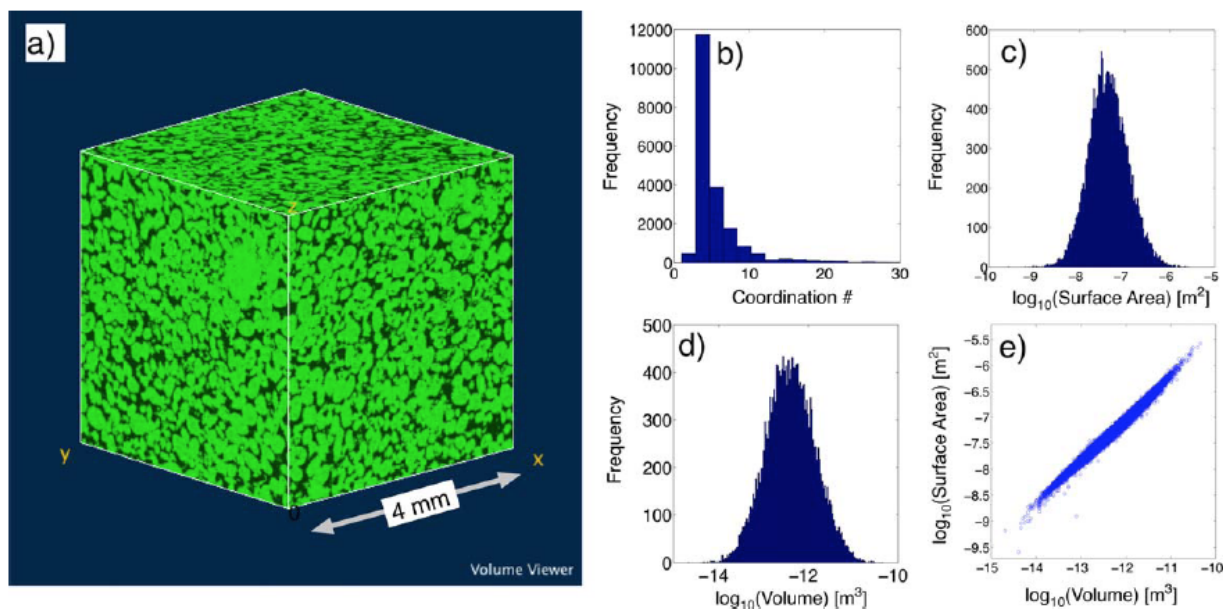 a)
z
y
x
0
4 mm
Volume Viewer
b)
12000
10000
8000
6000
4000
2000
0
0
10
20
30
Frequency
Coordination #
c)
600
500
400
300
200
100
0
-10
-9
-8
-7
-6
-5
Frequency
log10(Surface Area) [m²]
d)
500
400
300
200
100
0
-14
-12
-10
Frequency
log10(Volume) [m³]
e)
-5.5
-6
-6.5
-7
-7.5
-8
-8.5
-9
-9.5
-15
-14
-13
-12
-11
-10
log10(Surface Area) [m²]
log10(Volume) [m³]